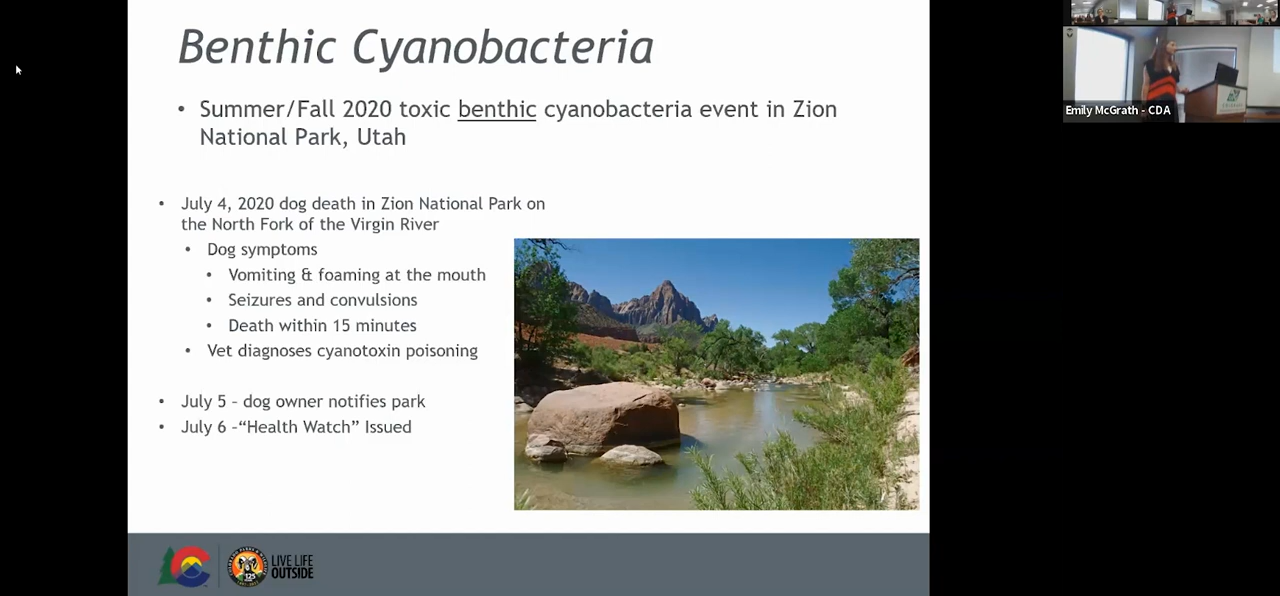 Benthic Cyanobacteria
• Summer/Fall 2020 toxic benthic cyanobacteria event in Zion
National Park, Utah
• July 4, 2020 dog death in Zion National Park on
the North Fork of the Virgin River
• Dog symptoms
• Vomiting & foaming at the mouth
• Seizures and convulsions
• Death within 15 minutes
• Vet diagnoses cyanotoxin poisoning
• July 5 – dog owner notifies park
• July 6 –“Health Watch” Issued
LIVE LIFE
OUTSIDE
125
Emily McGrath - CDA